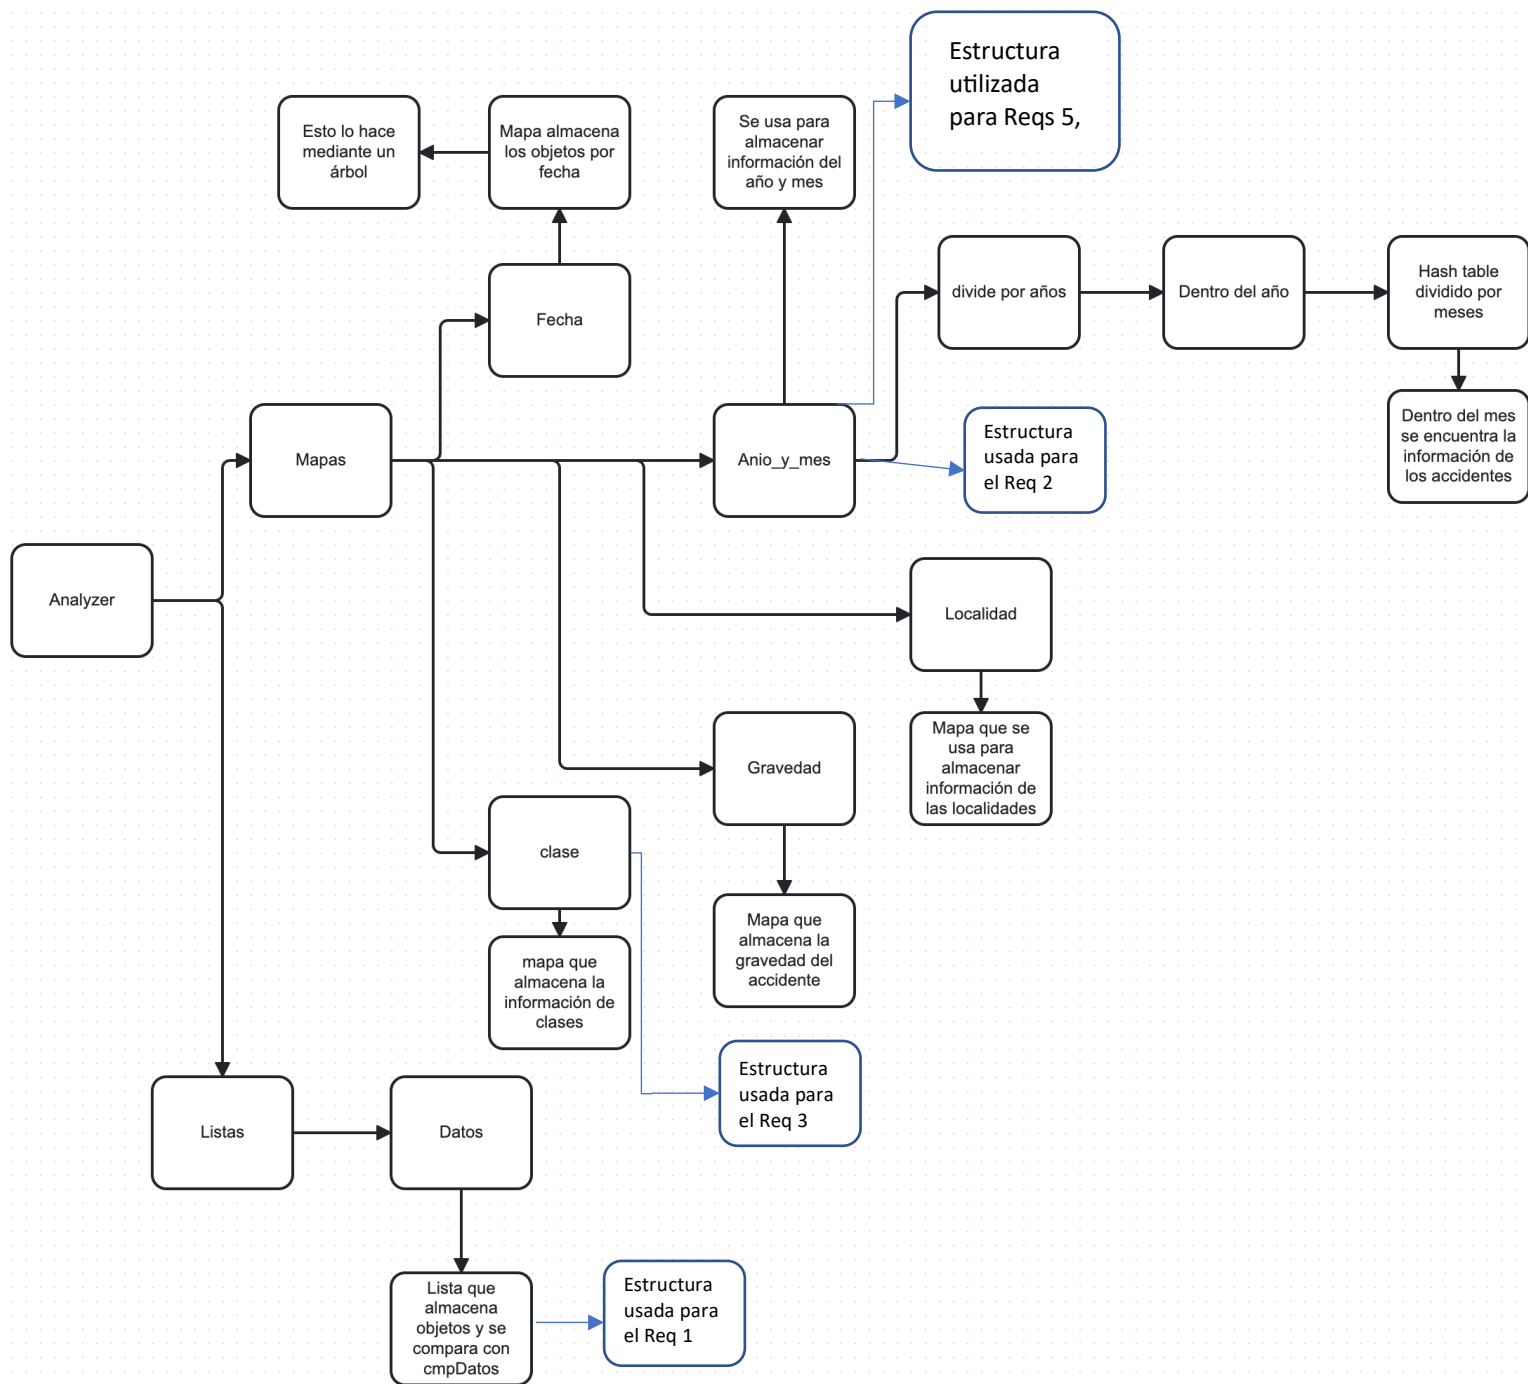 Estructura
utilizada
para Reqs 5,
Esto lo hace
mediante un
árbol
Mapa almacena
los objetos por
fecha
Se usa para
almacenar
información del
año y mes
Fecha
divide por años
Dentro del año
Hash table
dividido por
meses
Mapas
Anio_y_mes
Estructura
usada para
el Req 2
Dentro del mes
se encuentra la
información de
los accidentes
Analyzer
Localidad
Mapa que se
usa para
almacenar
información de
las localidades
Gravedad
clase
Mapa que
almacena la
gravedad del
accidente
mapa que
almacena la
información de
clases
Estructura
usada para
el Req 3
Listas
Datos
Lista que
almacena
objetos y se
compara con
cmpDatos
Estructura
usada para
el Req 1